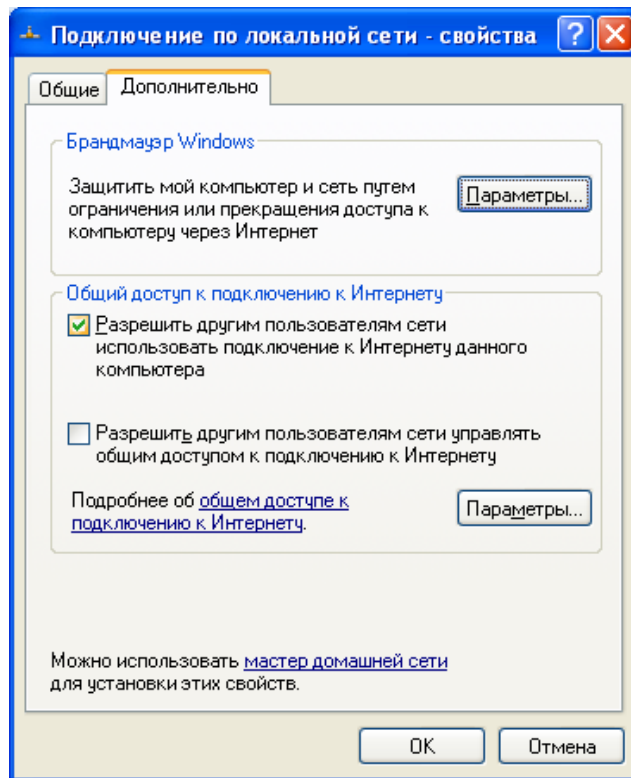 Подключение по локальной сети - свойства
Общие
Дополнительно
Брандмауэр Windows
Защитить мой компьютер и сеть путем
ограничения или прекращения доступа к
компьютеру через Интернет
Параметры...
Общий доступ к подключению к Интернету
Разрешить другим пользователям сети
использовать подключение к Интернету данного
компьютера
Разрешить другим пользователям сети управлять
общим доступом к подключению к Интернету
Подробнее об общем доступе к
подключению к Интернету.
Параметры...
Можно использовать мастер домашней сети
для установки этих свойств.
ОК
Отмена